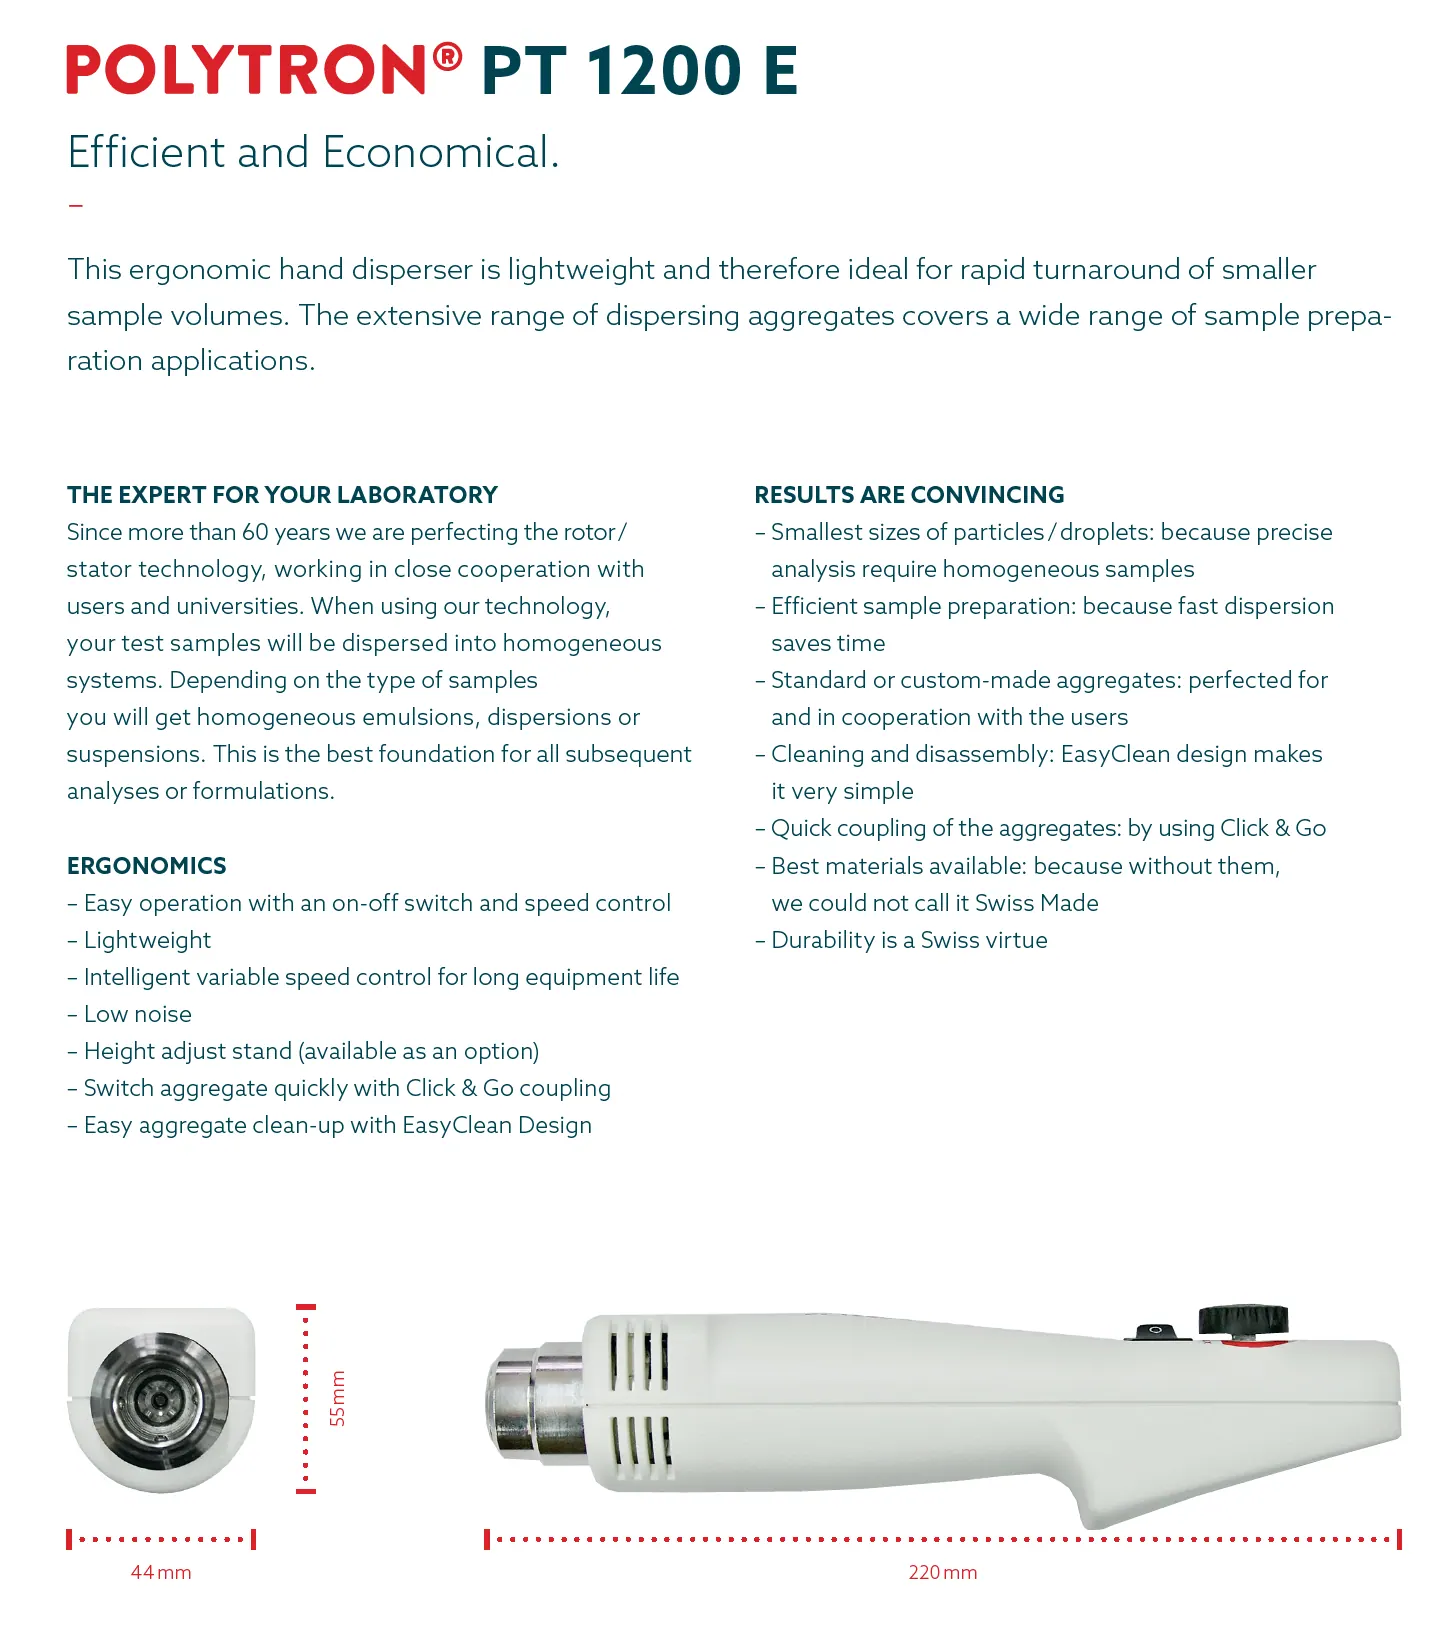 POLYTRON® PT 1200 E
Efficient and Economical.
–
This ergonomic hand disperser is lightweight and therefore ideal for rapid turnaround of smaller
sample volumes. The extensive range of dispersing aggregates covers a wide range of sample prepa-
ration applications.
THE EXPERT FOR YOUR LABORATORY
Since more than 60 years we are perfecting the rotor/
stator technology, working in close cooperation with
users and universities. When using our technology,
your test samples will be dispersed into homogeneous
systems. Depending on the type of samples
you will get homogeneous emulsions, dispersions or
suspensions. This is the best foundation for all subsequent
analyses or formulations.
ERGONOMICS
– Easy operation with an on-off switch and speed control
– Lightweight
– Intelligent variable speed control for long equipment life
– Low noise
– Height adjust stand (available as an option)
– Switch aggregate quickly with Click & Go coupling
– Easy aggregate clean-up with EasyClean Design
RESULTS ARE CONVINCING
– Smallest sizes of particles/droplets: because precise
analysis require homogeneous samples
– Efficient sample preparation: because fast dispersion
saves time
– Standard or custom-made aggregates: perfected for
and in cooperation with the users
– Cleaning and disassembly: EasyClean design makes
it very simple
– Quick coupling of the aggregates: by using Click & Go
– Best materials available: because without them,
we could not call it Swiss Made
– Durability is a Swiss virtue
55mm
44mm
220mm